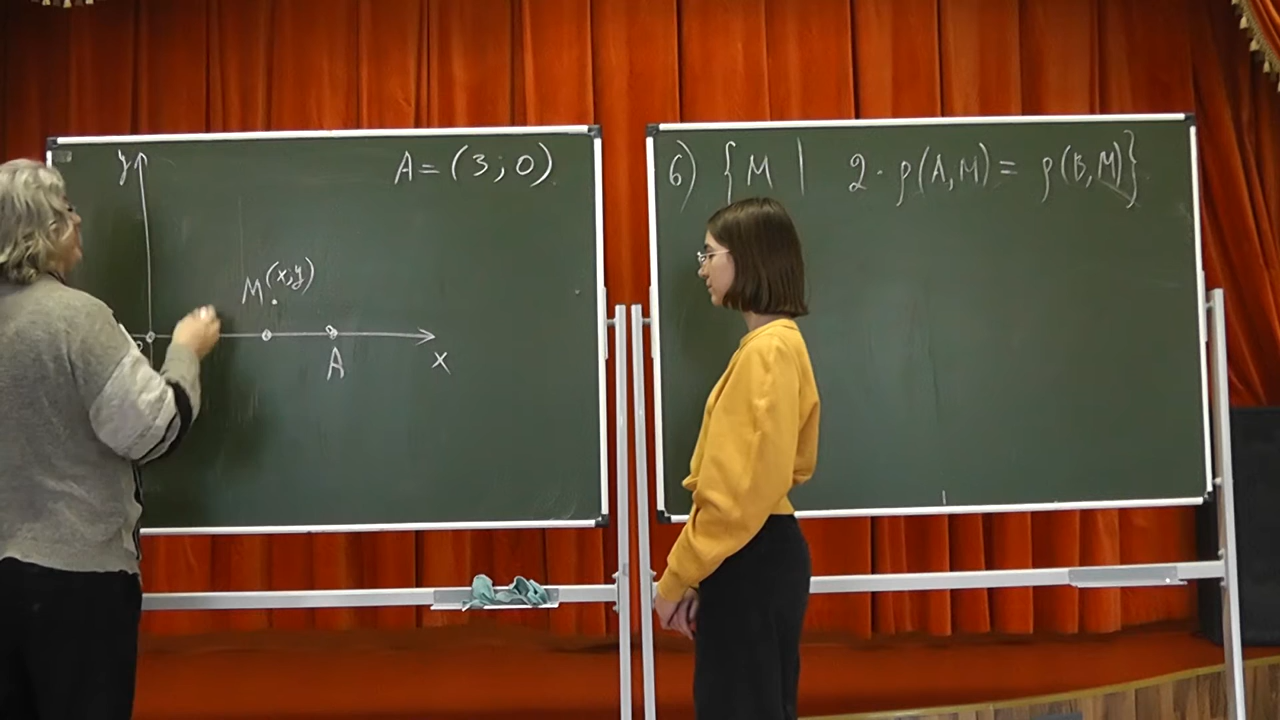 y
A = (3; 0)
M (x; y)
A
x
6) { M | 2 · ρ(A, M) = ρ(B, M) }